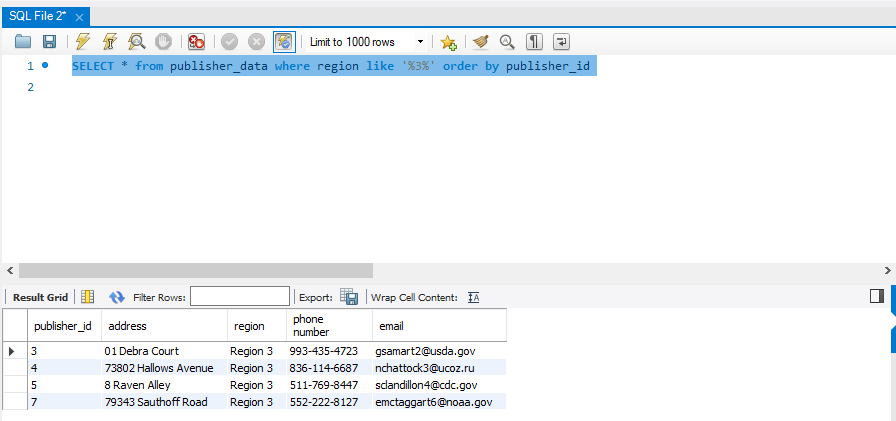 SQL File 2*
Limit to 1000 rows
1 SELECT * from publisher_data where region like '%3%' order by publisher_id
2
Result Grid Filter Rows: Export: Wrap Cell Content:
publisher_id address region phone number email
3 01 Debra Court Region 3 993-435-4723 gsamart2@usda.gov
4 73802 Hallows Avenue Region 3 836-114-6687 nchattock3@ucoz.ru
5 8 Raven Alley Region 3 511-769-8447 sclandillon4@cdc.gov
7 79343 Sauthoff Road Region 3 552-222-8127 emctaggart6@noaa.gov